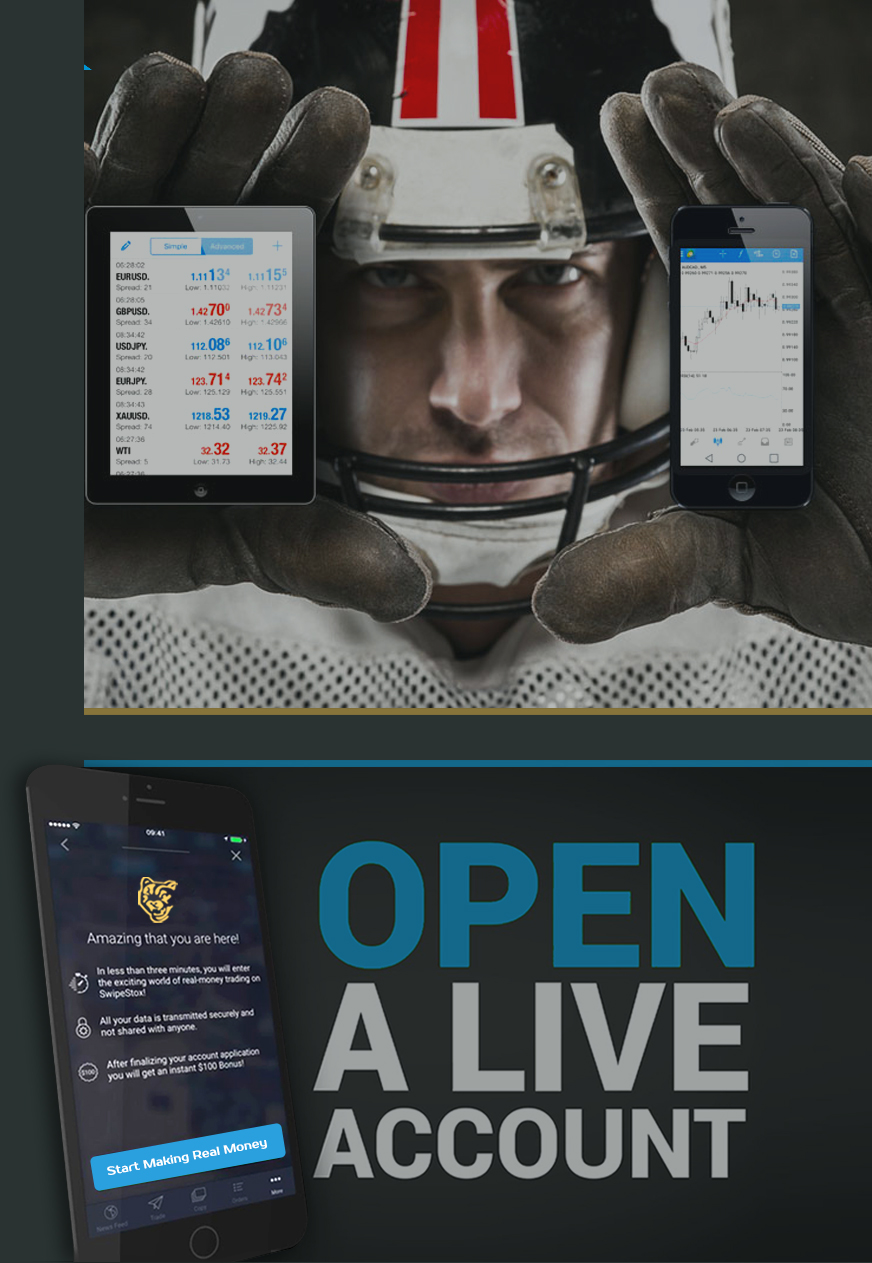 Simple Advanced
06:28:02
EURUSD. 1.11134 1.11155
Spread: 21 Low: 1.11032 High: 1.11231
06:28:05
GBPUSD. 1.42700 1.42734
Spread: 34 Low: 1.42610 High: 1.42966
08:34:42
USDJPY. 112.086 112.106
Spread: 20 Low: 112.501 High: 113.043
08:34:42
EURJPY. 123.714 123.742
Spread: 28 Low: 125.129 High: 125.551
08:34:43
XAUUSD. 1218.53 1219.27
Spread: 74 Low: 1214.40 High: 1225.92
06:27:36
WTI 32.32 32.37
Spread: 5 Low: 31.73 High: 32.44
OPEN
A LIVE
ACCOUNT
09:41
Amazing that you are here!
In less than three minutes, you will enter
the exciting world of real-money trading on
SwipeStox!
All your data is transmitted securely and
not shared with anyone.
$100
After finalizing your account application
you will get an instant $100 Bonus!
Start Making Real Money
News Feed Trade Copy Orders More